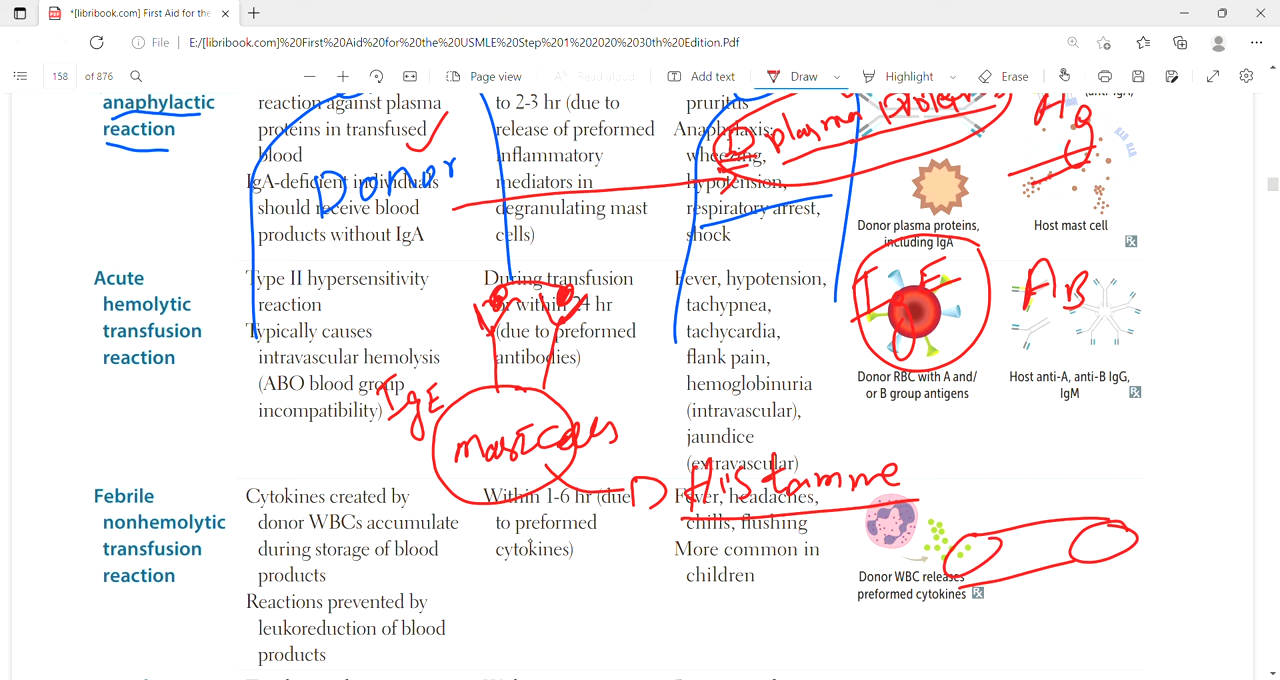 *[libribook.com] First Aid for the
File
E:/[libribook.com]%20First%20Aid%20for%20the%20USMLE%20Step%201%202020%2030th%20Edition.Pdf
158 of 876
Page view
Read aloud
Add text
Draw
Highlight
Erase
anaphylactic
reaction
reaction against plasma
proteins in transfused
blood
IgA-deficient individuals
should receive blood
products without IgA
to 2-3 hr (due to
release of preformed
inflammatory
mediators in
degranulating mast
cells)
pruritus
Anaphylaxis:
wheezing,
hypotension,
respiratory arrest,
shock
Donor plasma proteins,
including IgA
Host mast cell
Donor
plasma
Ag
Acute
hemolytic
transfusion
reaction
Type II hypersensitivity
reaction
Typically causes
intravascular hemolysis
(ABO blood group
incompatibility)
During transfusion
or within 24 hr
(due to preformed
antibodies)
Fever, hypotension,
tachypnea,
tachycardia,
flank pain,
hemoglobinuria
(intravascular),
jaundice
(extravascular)
Donor RBC with A and/
or B group antigens
Host anti-A, anti-B IgG,
IgM
IgE
AB
IgE
mast cells
Histamine
Febrile
nonhemolytic
transfusion
reaction
Cytokines created by
donor WBCs accumulate
during storage of blood
products
Reactions prevented by
leukoreduction of blood
products
Within 1-6 hr (due
to preformed
cytokines)
Fever, headaches,
chills, flushing
More common in
children
Donor WBC releases
preformed cytokines